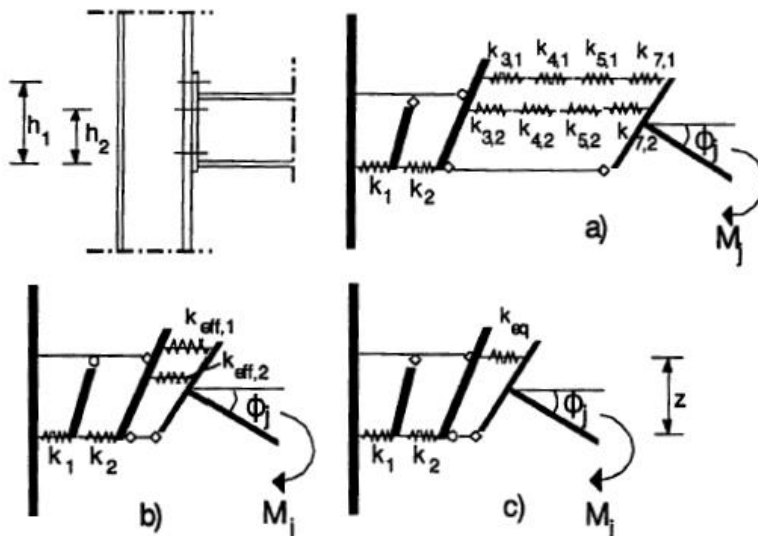 h1
h2
k3,1 k4,1 k5,1 k7,1
k3,2 k4,2 k5,2 k7,2
k1 k2
ϕj
Mj
a)
keff,1
keff,2
k1 k2
ϕj
Mj
b)
keq
k1 k2
ϕj
z
Mj
c)